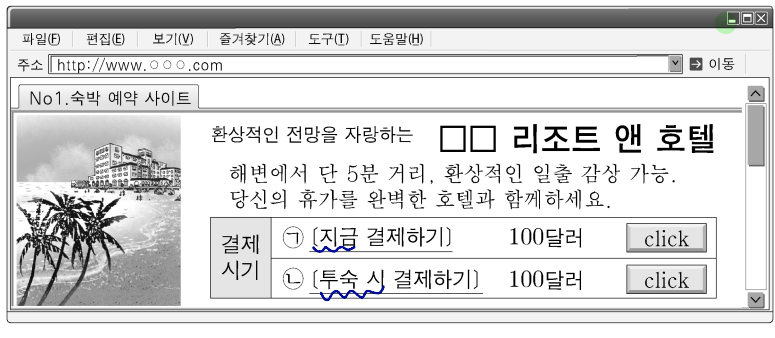 파일(F) 편집(E) 보기(V) 즐겨찾기(A) 도구(T) 도움말(H)
주소 http://www.○○○.com 이동
No1.숙박 예약 사이트
환상적인 전망을 자랑하는 □□ 리조트 앤 호텔
해변에서 단 5분 거리, 환상적인 일출 감상 가능.
당신의 휴가를 완벽한 호텔과 함께하세요.
결제 시기
㉠ [지금 결제하기] 100달러 click
㉡ [투숙 시 결제하기] 100달러 click